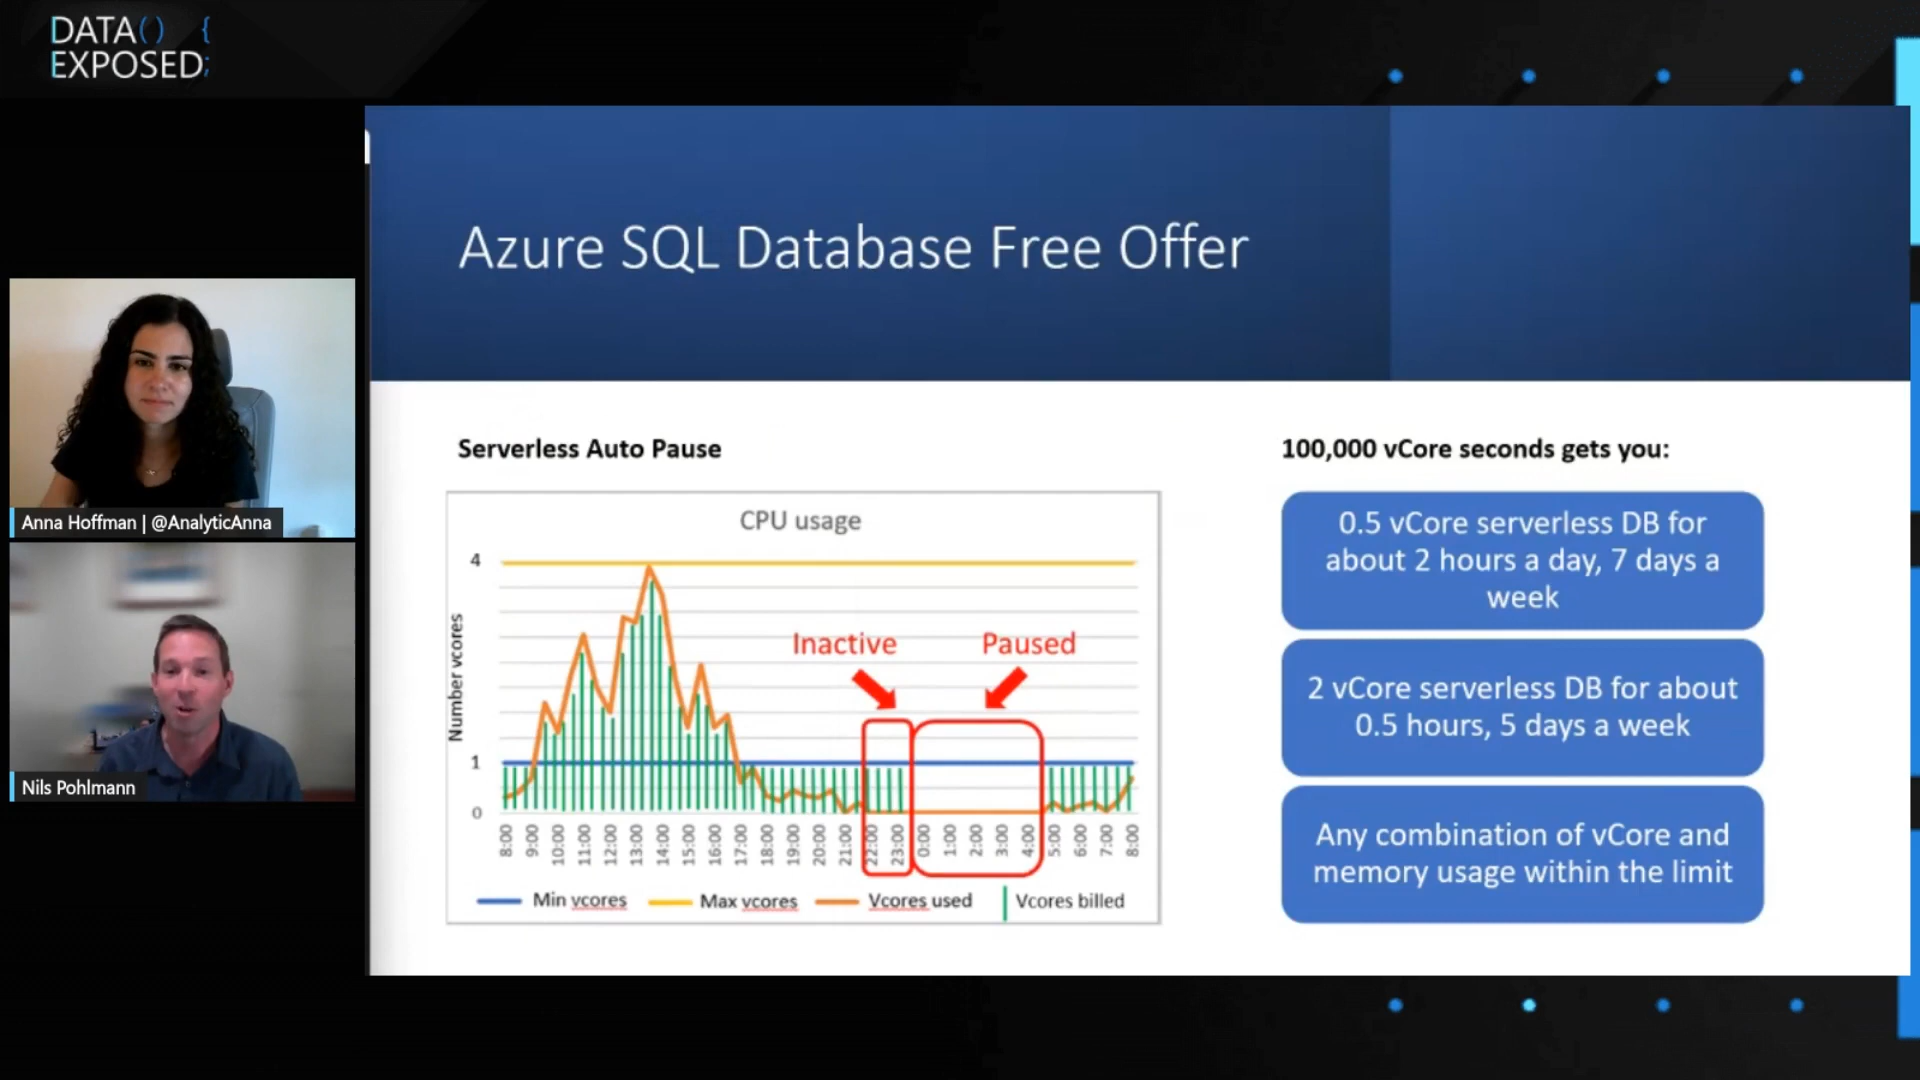 DATA() {
EXPOSED;
Azure SQL Database Free Offer
Anna Hoffman | @AnalyticAnna
Nils Pohlmann
Serverless Auto Pause
CPU usage
Number vcores
4
1
0
Inactive
Paused
8:00 9:00 10:00 11:00 12:00 13:00 14:00 15:00 16:00 17:00 18:00 19:00 20:00 21:00 22:00 23:00 0:00 1:00 2:00 3:00 4:00 5:00 6:00 7:00 8:00
Min vcores Max vcores Vcores used Vcores billed
100,000 vCore seconds gets you:
0.5 vCore serverless DB for
about 2 hours a day, 7 days a
week
2 vCore serverless DB for about
0.5 hours, 5 days a week
Any combination of vCore and
memory usage within the limit